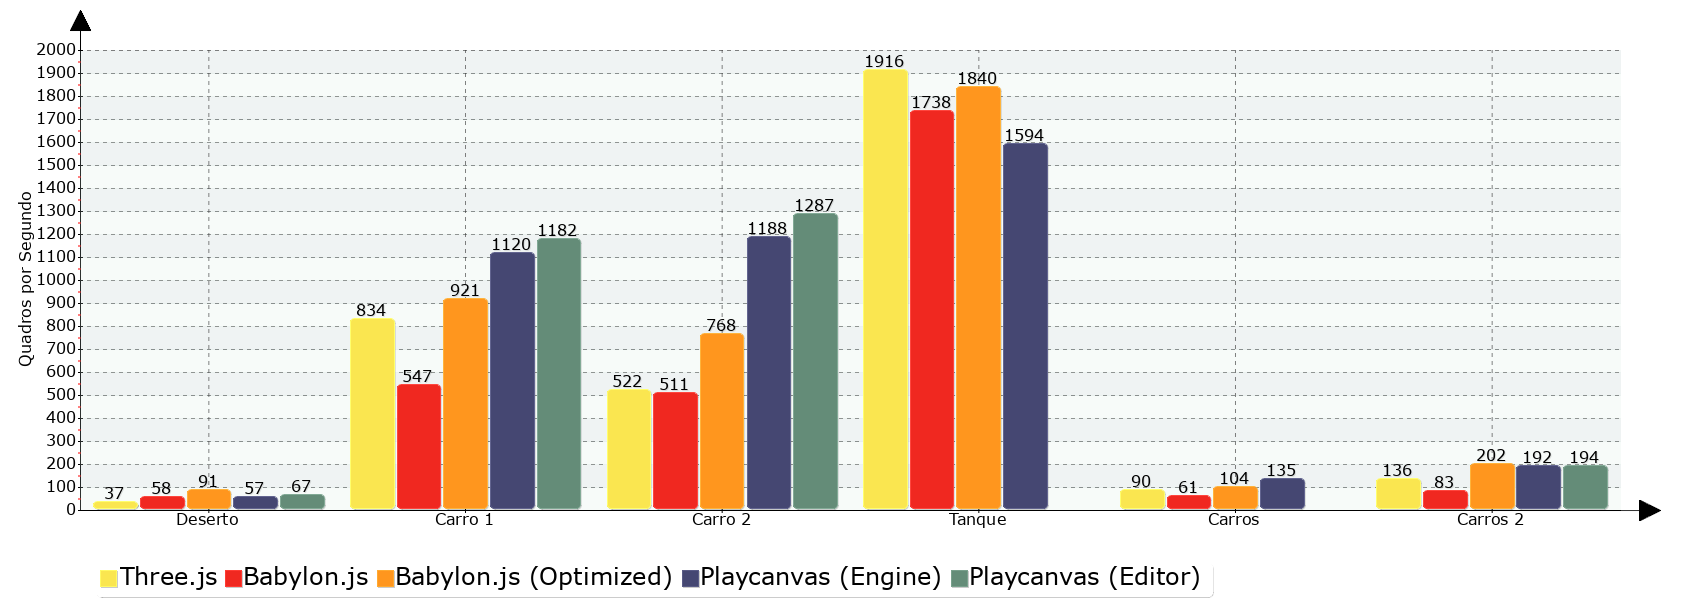 Quadros por Segundo
2000
1900
1800
1700
1600
1500
1400
1300
1200
1100
1000
900
800
700
600
500
400
300
200
100
0
37 58 91 57 67
834 547 921 1120 1182
522 511 768 1188 1287
1916 1738 1840 1594
90 61 104 135
136 83 202 192 194
Deserto Carro 1 Carro 2 Tanque Carros Carros 2
Three.js Babylon.js Babylon.js (Optimized) Playcanvas (Engine) Playcanvas (Editor)